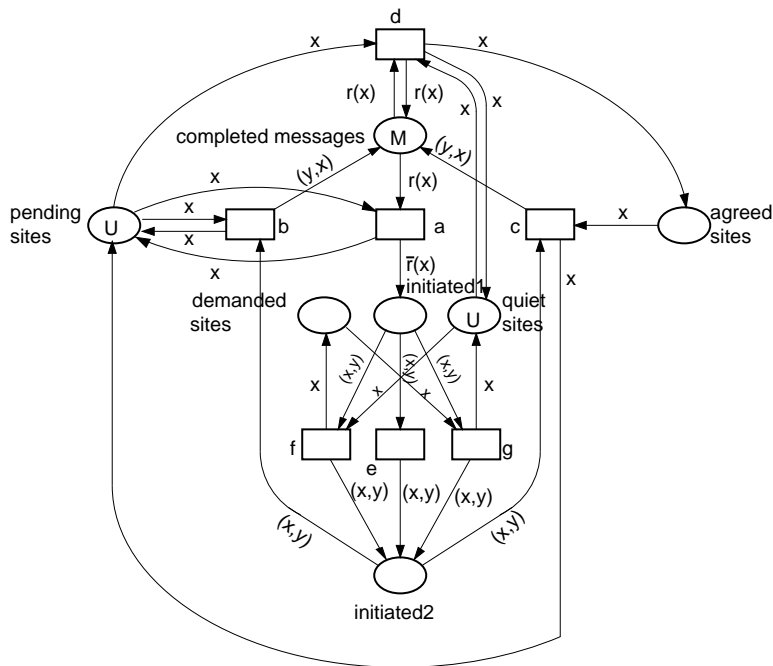 d
x
x
x
x
r(x)
r(x)
completed messages
M
(y,x)
(y,x)
r(x)
x
pending
sites
U
x
x
b
a
c
x
agreed
sites
x
x
r̄(x)
initiated1
demanded
sites
U
quiet
sites
(x,y)
(x,y)
(x,y)
x
x
x
x
f
e
g
(x,y)
(x,y)
(x,y)
(x,y)
(x,y)
initiated2